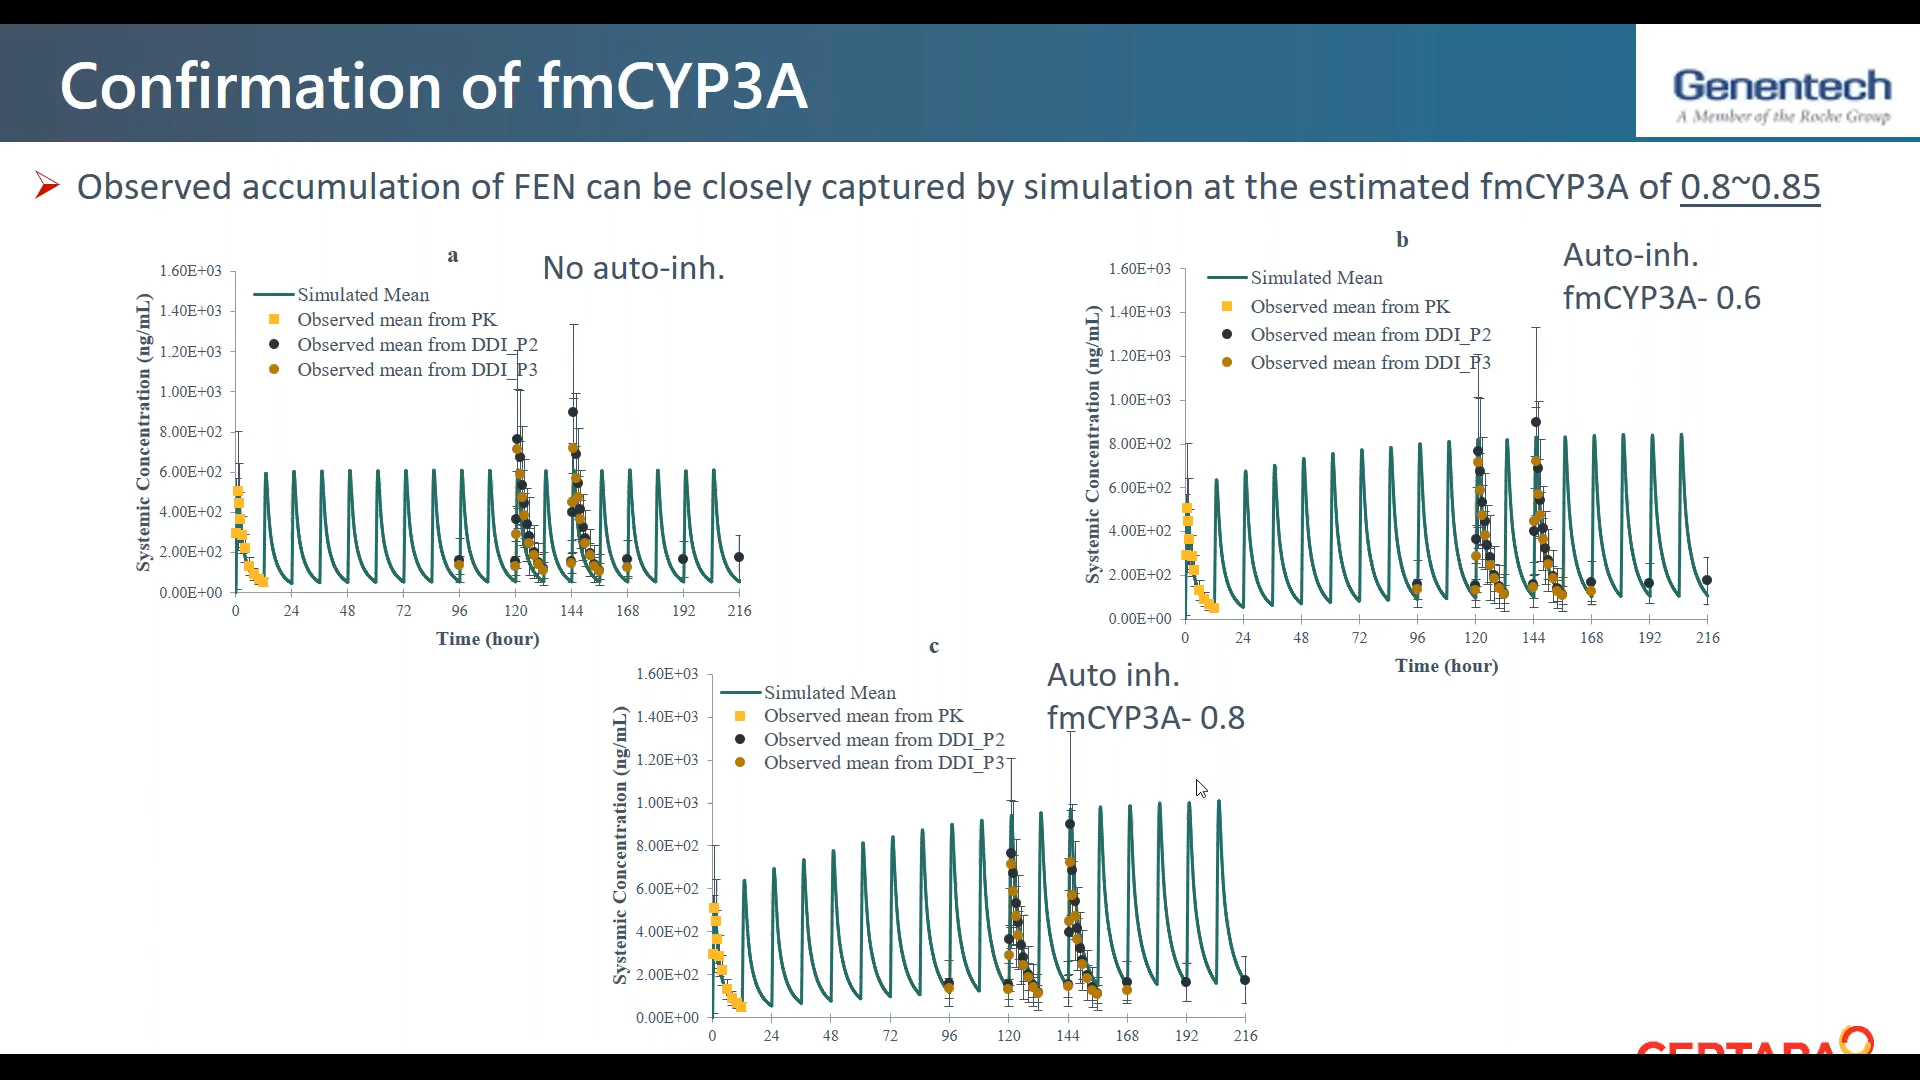 Confirmation of fmCYP3A
Genentech
A Member of the Roche Group
Observed accumulation of FEN can be closely captured by simulation at the estimated fmCYP3A of 0.8~0.85
a
No auto-inh.
1.60E+03
1.40E+03
1.20E+03
1.00E+03
8.00E+02
6.00E+02
4.00E+02
2.00E+02
0.00E+00
Systemic Concentration (ng/mL)
Simulated Mean
Observed mean from PK
Observed mean from DDI_P2
Observed mean from DDI_P3
0 24 48 72 96 120 144 168 192 216
Time (hour)
b
Auto-inh.
fmCYP3A- 0.6
1.60E+03
1.40E+03
1.20E+03
1.00E+03
8.00E+02
6.00E+02
4.00E+02
2.00E+02
0.00E+00
Systemic Concentration (ng/mL)
Simulated Mean
Observed mean from PK
Observed mean from DDI_P2
Observed mean from DDI_P3
0 24 48 72 96 120 144 168 192 216
Time (hour)
c
Auto inh.
fmCYP3A- 0.8
1.60E+03
1.40E+03
1.20E+03
1.00E+03
8.00E+02
6.00E+02
4.00E+02
2.00E+02
0.00E+00
Systemic Concentration (ng/mL)
Simulated Mean
Observed mean from PK
Observed mean from DDI_P2
Observed mean from DDI_P3
0 24 48 72 96 120 144 168 192 216
CERTARA